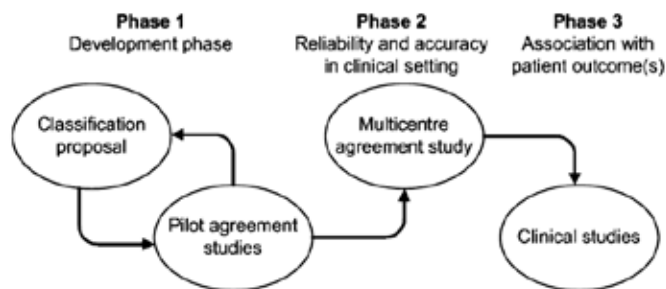 Phase 1
Development phase
Phase 2
Reliability and accuracy
in clinical setting
Phase 3
Association with
patient outcome(s)
Classification
proposal
Pilot agreement
studies
Multicentre
agreement study
Clinical studies